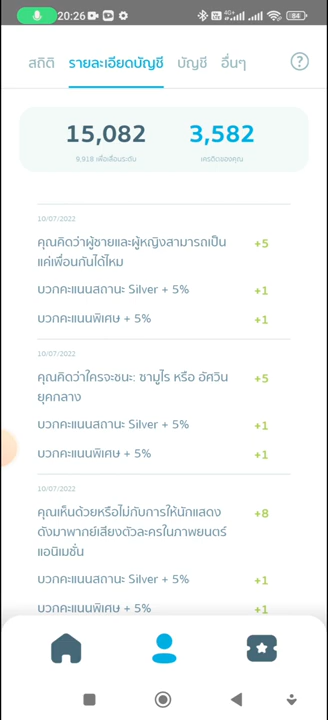 20:26
4G+
84
สถิติ รายละเอียดบัญชี บัญชี อื่นๆ ?
15,082 3,582
9,918 เพื่อเลื่อนระดับ เครดิตของคุณ
10/07/2022
คุณคิดว่าผู้ชายและผู้หญิงสามารถเป็น +5
แค่เพื่อนกันได้ไหม
บวกคะแนนสถานะ Silver + 5% +1
บวกคะแนนพิเศษ + 5% +1
10/07/2022
คุณคิดว่าใครจะชนะ: ซามูไร หรือ อัศวิน +5
ยุคกลาง
บวกคะแนนสถานะ Silver + 5% +1
บวกคะแนนพิเศษ + 5% +1
10/07/2022
คุณเห็นด้วยหรือไม่กับการให้นักแสดง +8
ดังมาพากย์เสียงตัวละครในภาพยนตร์
แอนิเมชั่น
บวกคะแนนสถานะ Silver + 5% +1
บวกคะแนนพิเศษ + 5% +1